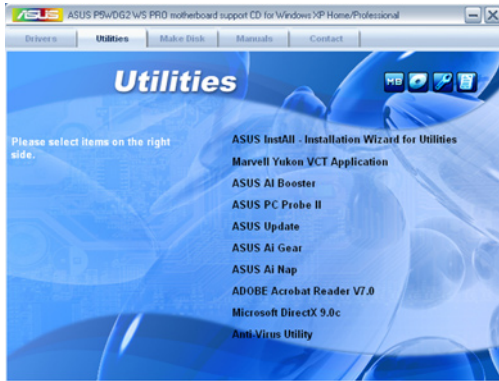 ASUS ASUS P5WDG2 WS PRO motherboard support CD for Windows XP Home/Professional
Drivers Utilities Make Disk Manuals Contact
Utilities
MB
Please select items on the right
side.
ASUS InstAll - Installation Wizard for Utilities
Marvell Yukon VCT Application
ASUS AI Booster
ASUS PC Probe II
ASUS Update
ASUS Ai Gear
ASUS Ai Nap
ADOBE Acrobat Reader V7.0
Microsoft DirectX 9.0c
Anti-Virus Utility